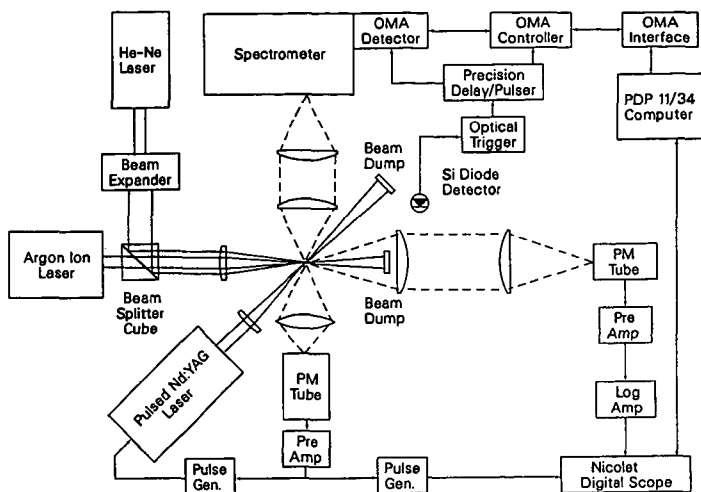 He-Ne
Laser
Spectrometer
OMA
Detector
OMA
Controller
OMA
Interface
Precision
Delay/Pulser
PDP 11/34
Computer
Optical
Trigger
Beam
Expander
Beam
Dump
Si Diode
Detector
Argon Ion
Laser
Beam
Splitter
Cube
Beam
Dump
PM
Tube
Pre
Amp
Pulsed Nd:YAG
Laser
PM
Tube
Log
Amp
Pre
Amp
Pulse
Gen.
Pulse
Gen.
Nicolet
Digital Scope